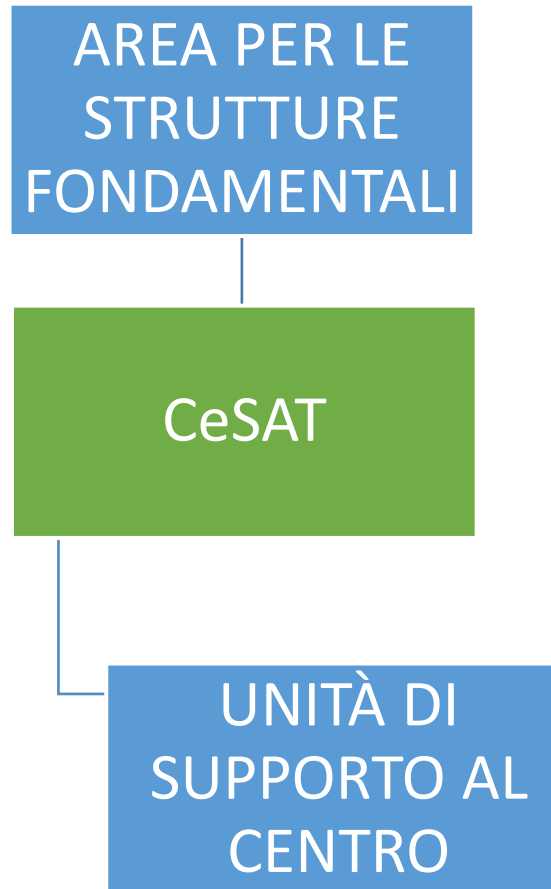 AREA PER LE
STRUTTURE
FONDAMENTALI
CeSAT
UNITÀ DI
SUPPORTO AL
CENTRO